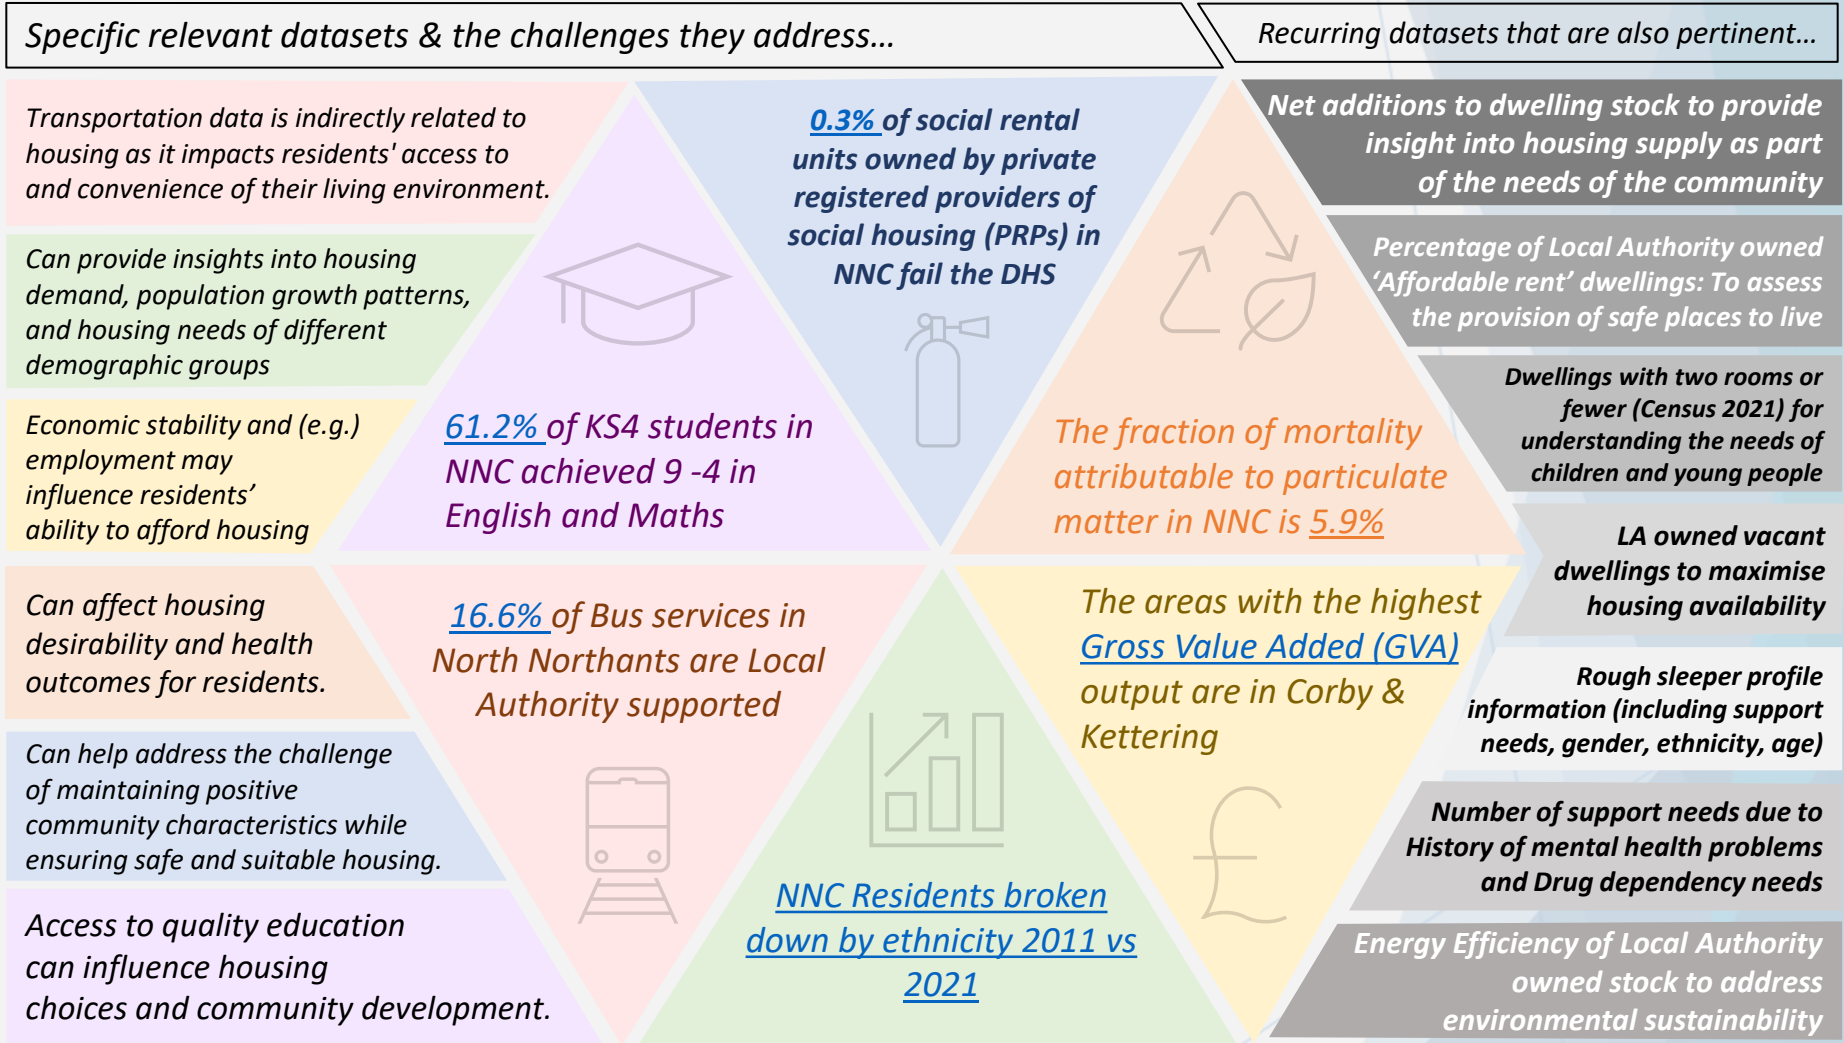 Specific relevant datasets & the challenges they address…
Recurring datasets that are also pertinent…
Transportation data is indirectly related to
housing as it impacts residents' access to
and convenience of their living environment.
Can provide insights into housing
demand, population growth patterns,
and housing needs of different
demographic groups
Economic stability and (e.g.)
employment may
influence residents’
ability to afford housing
Can affect housing
desirability and health
outcomes for residents.
Can help address the challenge
of maintaining positive
community characteristics while
ensuring safe and suitable housing.
Access to quality education
can influence housing
choices and community development.
61.2% of KS4 students in
NNC achieved 9 -4 in
English and Maths
0.3% of social rental
units owned by private
registered providers of
social housing (PRPs) in
NNC fail the DHS
The fraction of mortality
attributable to particulate
matter in NNC is 5.9%
16.6% of Bus services in
North Northants are Local
Authority supported
NNC Residents broken
down by ethnicity 2011 vs
2021
The areas with the highest
Gross Value Added (GVA)
output are in Corby &
Kettering
Net additions to dwelling stock to provide
insight into housing supply as part
of the needs of the community
Percentage of Local Authority owned
‘Affordable rent’ dwellings: To assess
the provision of safe places to live
Dwellings with two rooms or
fewer (Census 2021) for
understanding the needs of
children and young people
LA owned vacant
dwellings to maximise
housing availability
Rough sleeper profile
information (including support
needs, gender, ethnicity, age)
Number of support needs due to
History of mental health problems
and Drug dependency needs
Energy Efficiency of Local Authority
owned stock to address
environmental sustainability